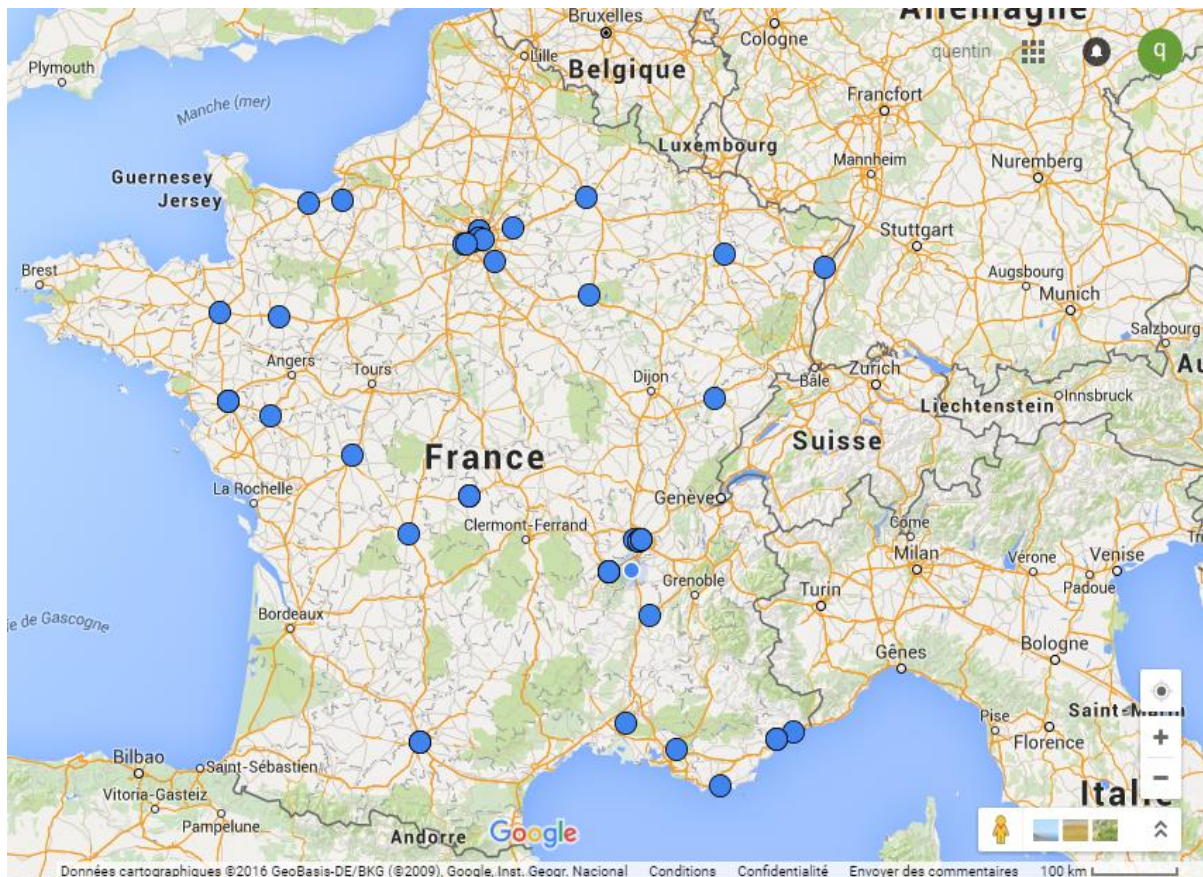 Bruxelles
Allemagne
Cologne
quentin
q
Plymouth
Lille
Belgique
Manche (mer)
Francfort
Luxembourg
Mannheim
Nuremberg
Guernesey
Jersey
Stuttgart
Brest
Augsbourg
Munich
Salzbourg
Angers
Tours
Dijon
Bâle
Zurich
Au
Liechtenstein
Innsbruck
Suisse
France
La Rochelle
Genève
Clermont-Ferrand
Côme
Milan
Vérone
Venise
Grenoble
Padoue
Turin
Bordeaux
e de Gascogne
Gênes
Bologne
Pise
Saint-Marin
Florence
Bilbao
Saint-Sébastien
Vitoria-Gasteiz
Pampelune
Italie
Andorre
Google
Données cartographiques ©2016 GeoBasis-DE/BKG (©2009), Google, Inst. Geogr. Nacional Conditions Confidentialité Envoyer des commentaires 100 km